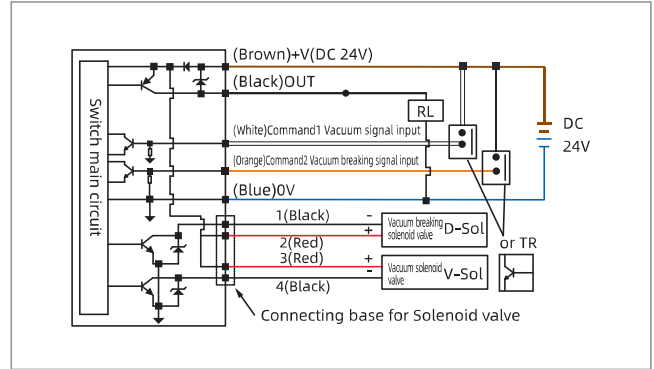 (Brown)+V(DC 24V)
(Black)OUT
RL
(White)Command1 Vacuum signal input
DC
24V
(Orange)Command2 Vacuum breaking signal input
(Blue)0V
Switch main circuit
1(Black)
-
+
Vacuum breaking
solenoid valve
D-Sol
2(Red)
3(Red)
+
-
Vacuum solenoid
valve
V-Sol
4(Black)
or TR
Connecting base for Solenoid valve